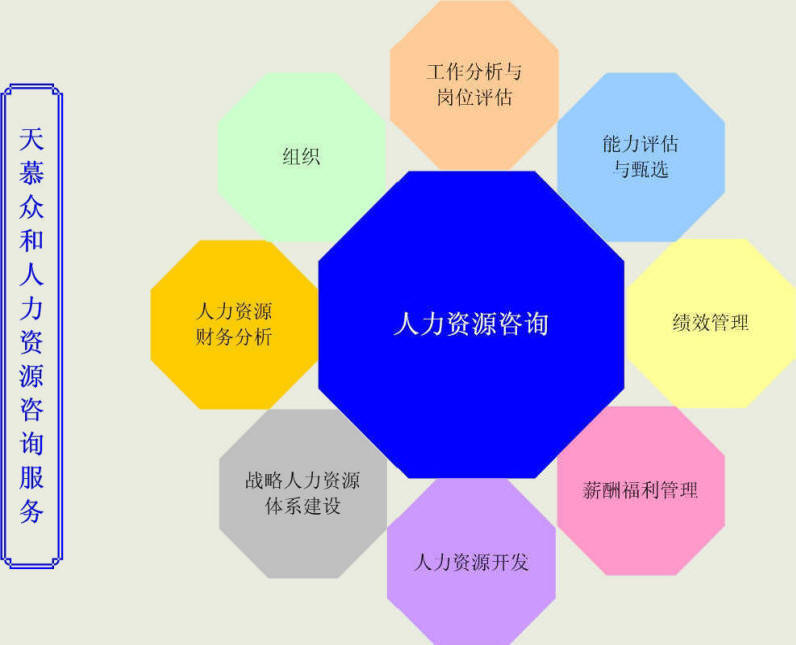 天慕众和人力资源咨询服务
工作分析与
岗位评估
能力评估
与甄选
组织
人力资源
财务分析
人力资源咨询
绩效管理
战略人力资源
体系建设
薪酬福利管理
人力资源开发